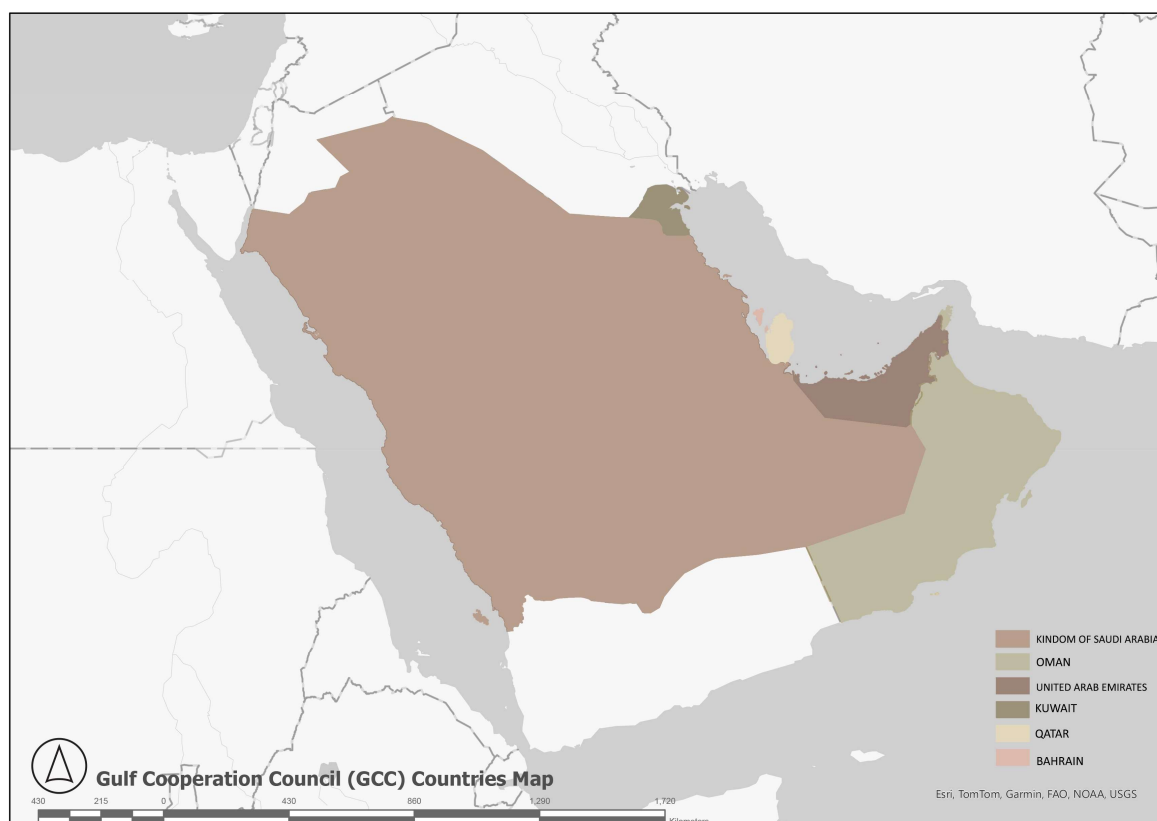 KINDOM OF SAUDI ARABIA
OMAN
UNITED ARAB EMIRATES
KUWAIT
QATAR
BAHRAIN
Gulf Cooperation Council (GCC) Countries Map
Esri, TomTom, Garmin, FAO, NOAA, USGS
430 215 0 430 860 1,290 1,720
Kilometers